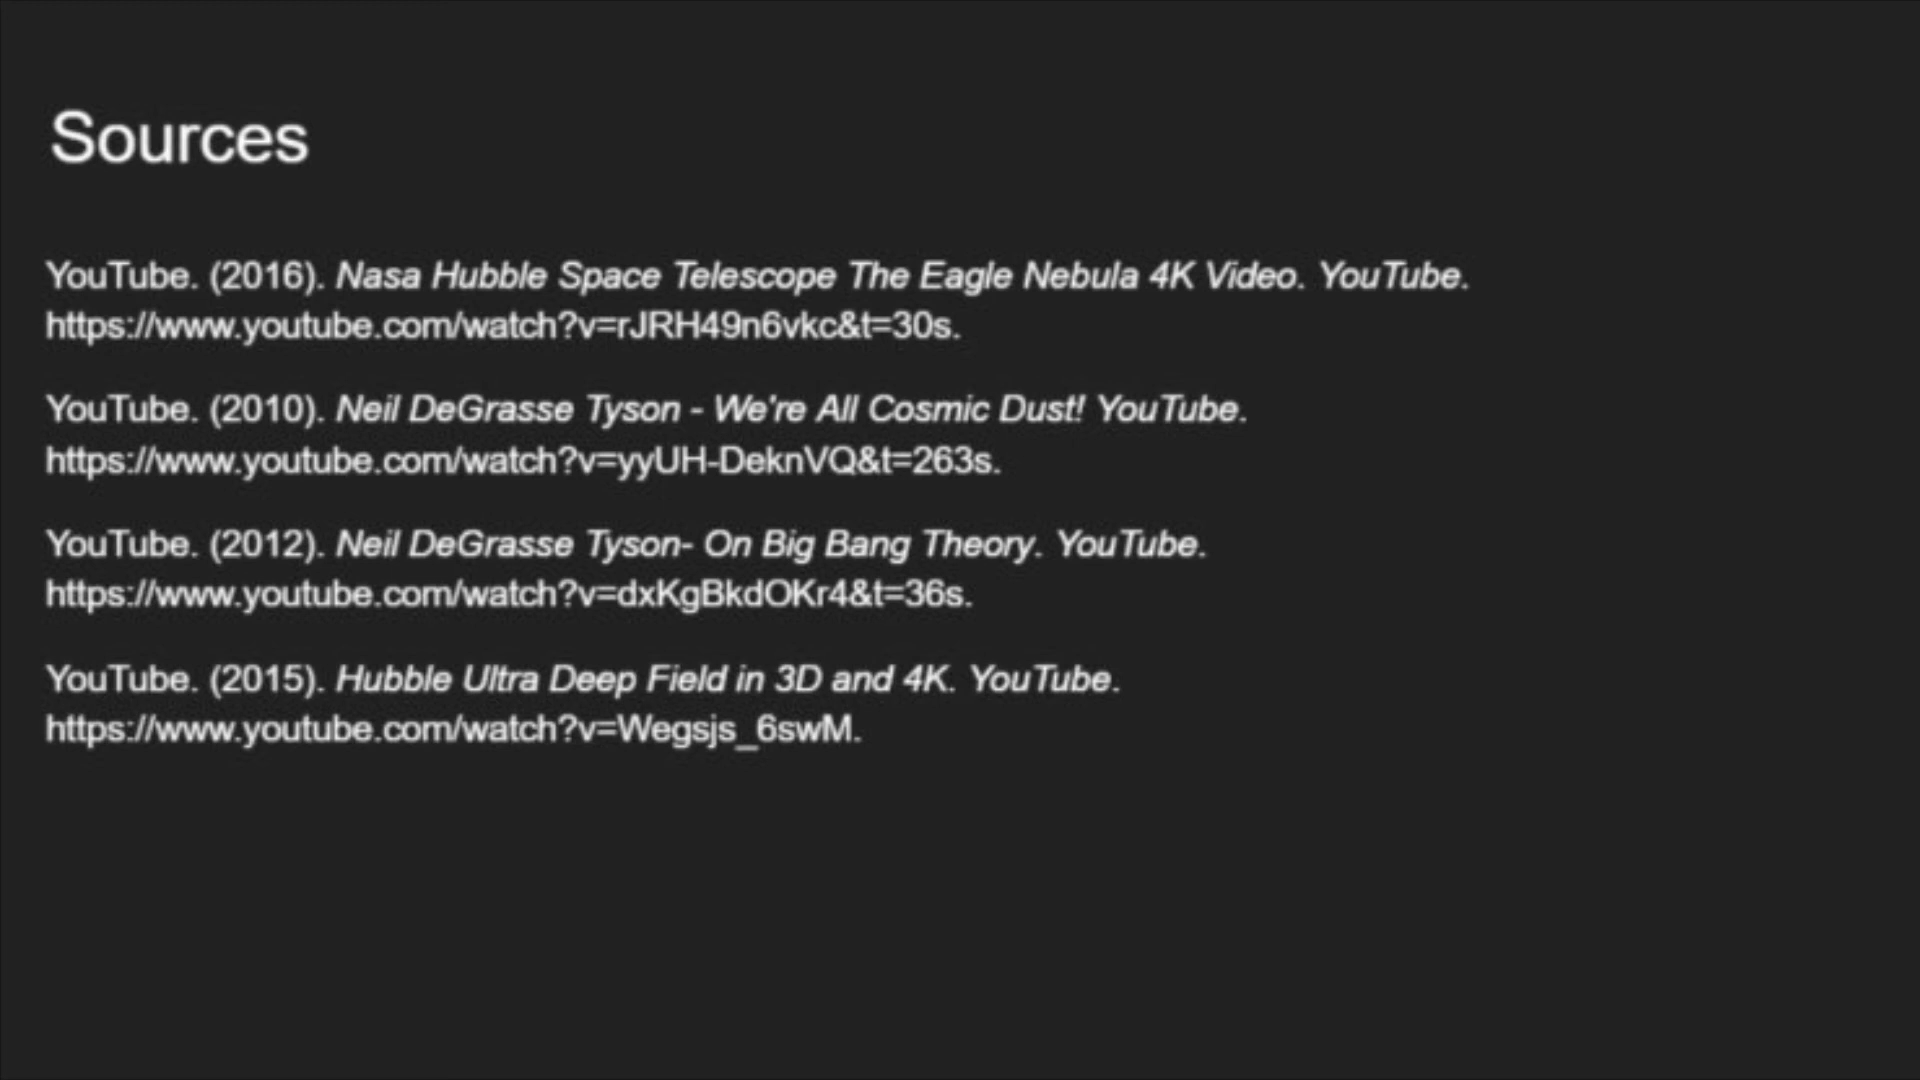 Sources
YouTube. (2016). Nasa Hubble Space Telescope The Eagle Nebula 4K Video. YouTube.
https://www.youtube.com/watch?v=rJRH49n6vkc&t=30s.
YouTube. (2010). Neil DeGrasse Tyson - We're All Cosmic Dust! YouTube.
https://www.youtube.com/watch?v=yyUH-DeknVQ&t=263s.
YouTube. (2012). Neil DeGrasse Tyson- On Big Bang Theory. YouTube.
https://www.youtube.com/watch?v=dxKgBkdOKr4&t=36s.
YouTube. (2015). Hubble Ultra Deep Field in 3D and 4K. YouTube.
https://www.youtube.com/watch?v=Wegsjs_6swM.